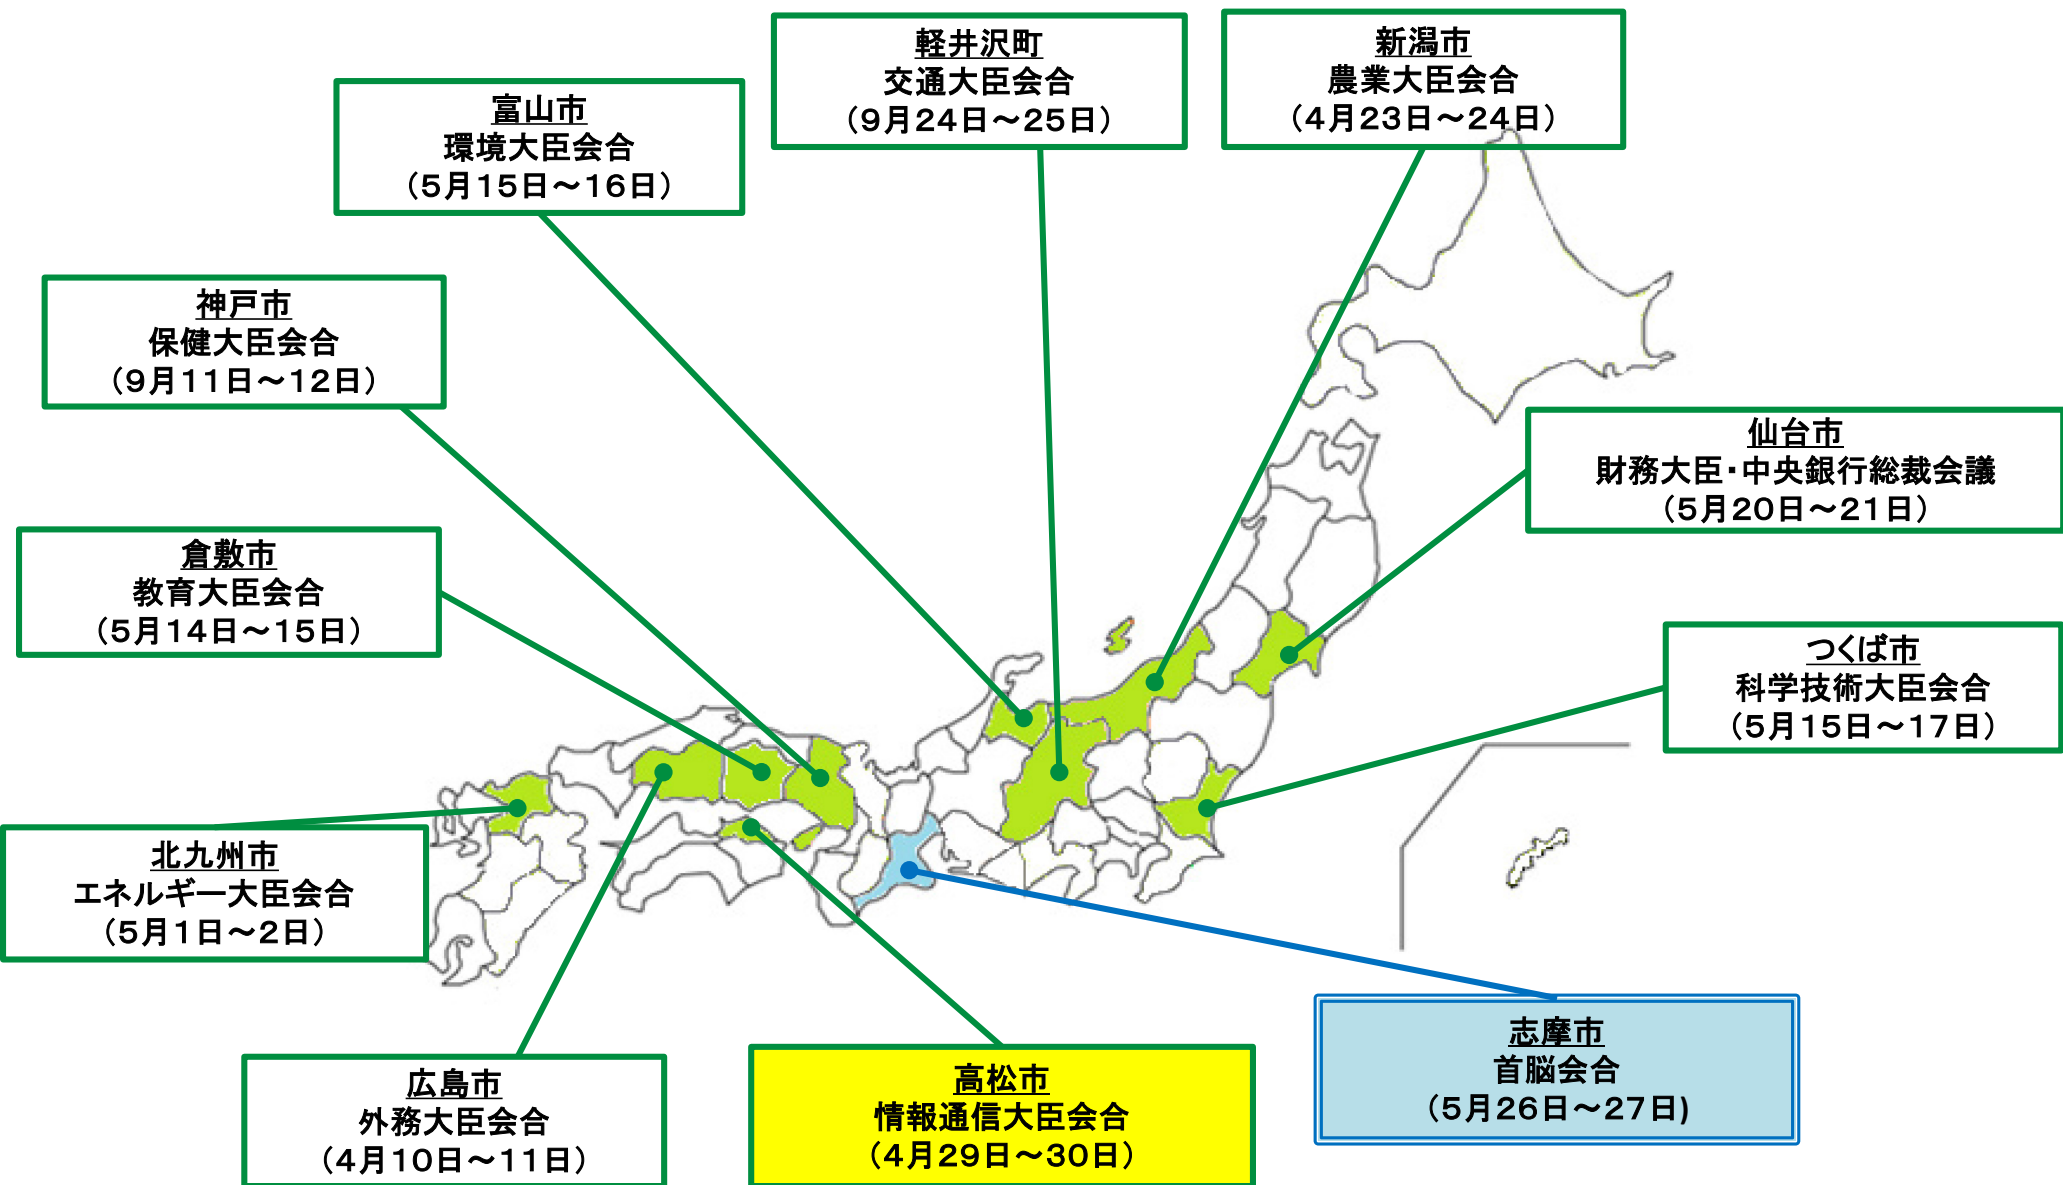 軽井沢町
交通大臣会合
（9月24日～25日）
新潟市
農業大臣会合
（4月23日～24日）
富山市
環境大臣会合
（5月15日～16日）
神戸市
保健大臣会合
（9月11日～12日）
仙台市
財務大臣・中央銀行総裁会議
（5月20日～21日）
倉敷市
教育大臣会合
（5月14日～15日）
つくば市
科学技術大臣会合
（5月15日～17日）
北九州市
エネルギー大臣会合
（5月1日～2日）
志摩市
首脳会合
（5月26日～27日)
広島市
外務大臣会合
（4月10日～11日）
高松市
情報通信大臣会合
（4月29日～30日）